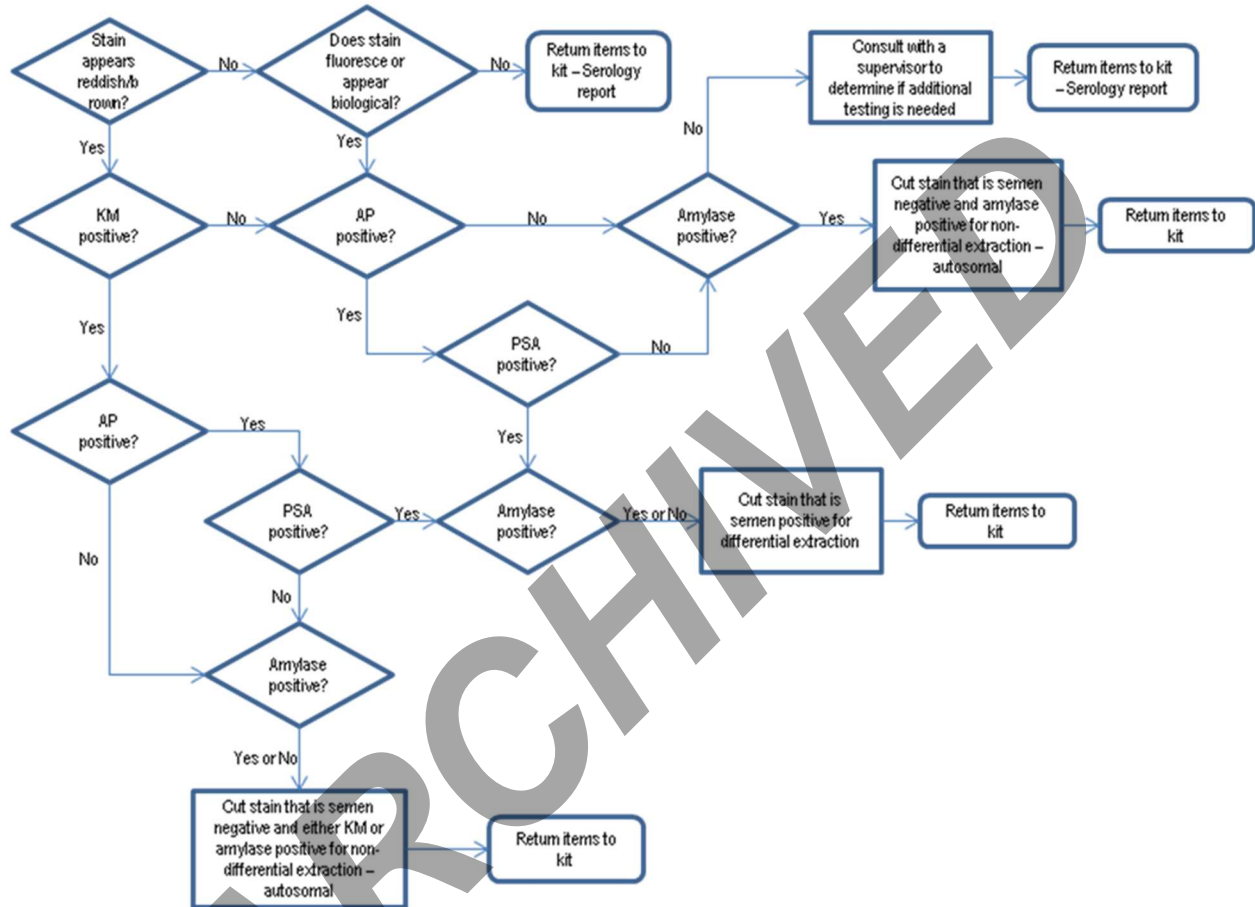 Stain
appears
reddish/b
rown?
No
Does stain
fluoresce or
appear
biological?
No
Return items to
kit – Serology
report
Consult with a
supervisor to
determine if additional
testing is needed
Return items to kit
– Serology report
Yes
Yes
No
KM
positive?
No
AP
positive?
No
Amylase
positive?
Yes
Cut stain that is semen
negative and amylase
positive for non-
differential extraction –
autosomal
Return items to
kit
Yes
Yes
PSA
positive?
No
AP
positive?
Yes
Yes
PSA
positive?
Yes
Amylase
positive?
Yes or No
Cut stain that is
semen positive for
differential extraction
Return items to
kit
No
No
Amylase
positive?
Yes or No
Cut stain that is semen
negative and either KM or
amylase positive for non-
differential extraction –
autosomal
Return items to
kit
ARCHIVED